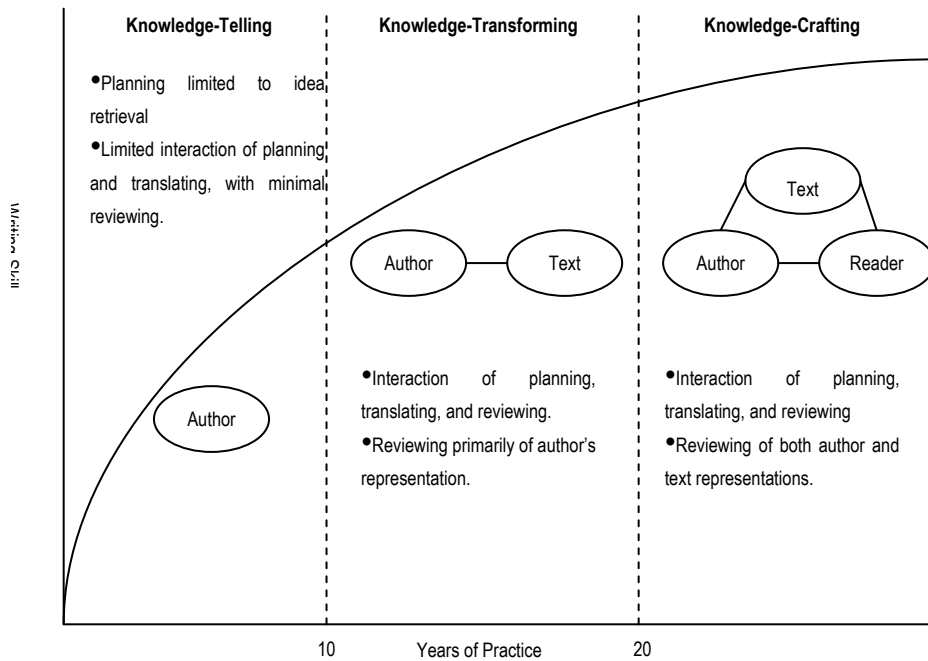 Knowledge-Telling
Knowledge-Transforming
Knowledge-Crafting
•Planning limited to idea
retrieval
•Limited interaction of planning
and translating, with minimal
reviewing.
Writing Skill
Text
Author
Text
Author
Reader
Author
•Interaction of planning,
translating, and reviewing.
•Reviewing primarily of author's
representation.
•Interaction of planning,
translating, and reviewing
•Reviewing of both author and
text representations.
10
Years of Practice
20